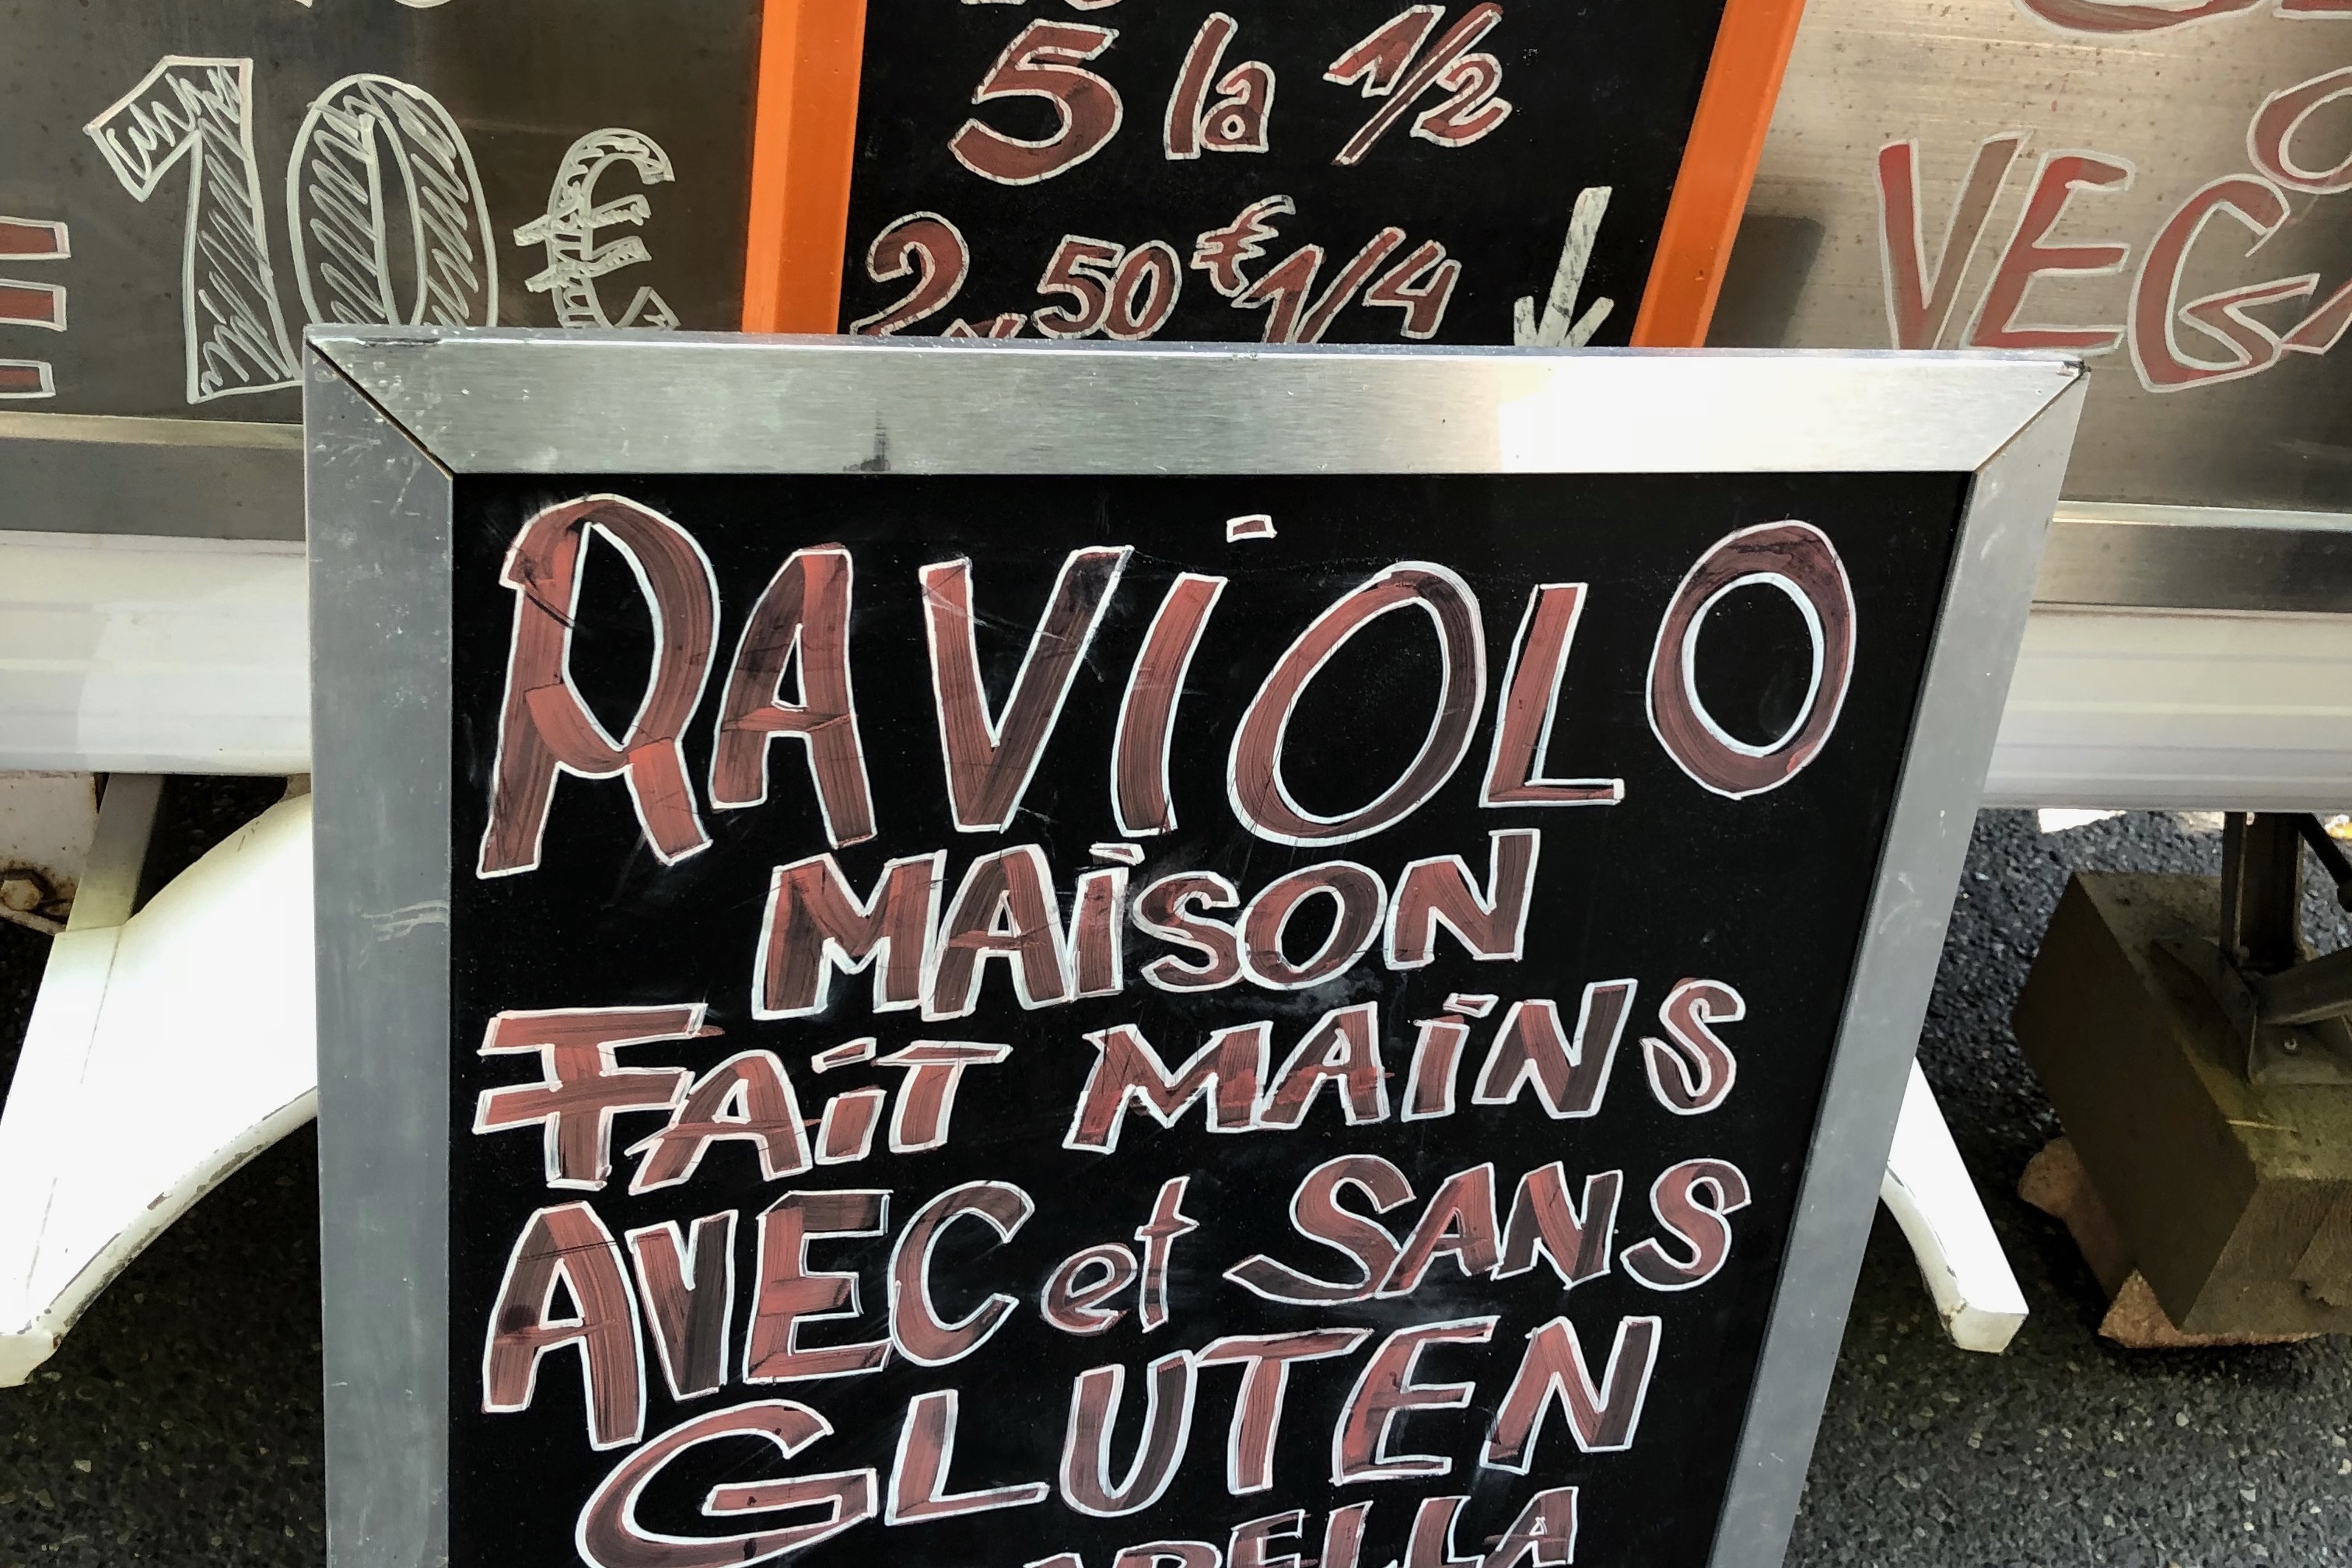 10€
5 la 1/2
2 50€ 1/4
RAVIOLO
MAISON
FAIT MAINS
AVEC et SANS
GLUTEN